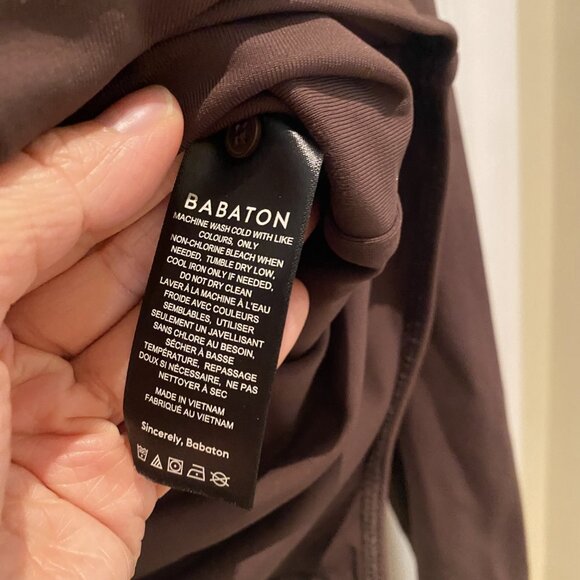 BABATON
MACHINE WASH COLD WITH LIKE
COLOURS, ONLY
NON-CHLORINE BLEACH WHEN
NEEDED, TUMBLE DRY LOW,
COOL IRON ONLY IF NEEDED,
DO NOT DRY CLEAN
LAVER À LA MACHINE À L'EAU
FROIDE AVEC COULEURS
SEMBLABLES, UTILISER
SEULEMENT UN JAVELLISANT
SANS CHLORE AU BESOIN,
SÉCHER À BASSE
TEMPÉRATURE, REPASSAGE
DOUX SI NÉCESSAIRE, NE PAS
NETTOYER À SEC
MADE IN VIETNAM
FABRIQUÉ AU VIETNAM
Sincerely, Babaton